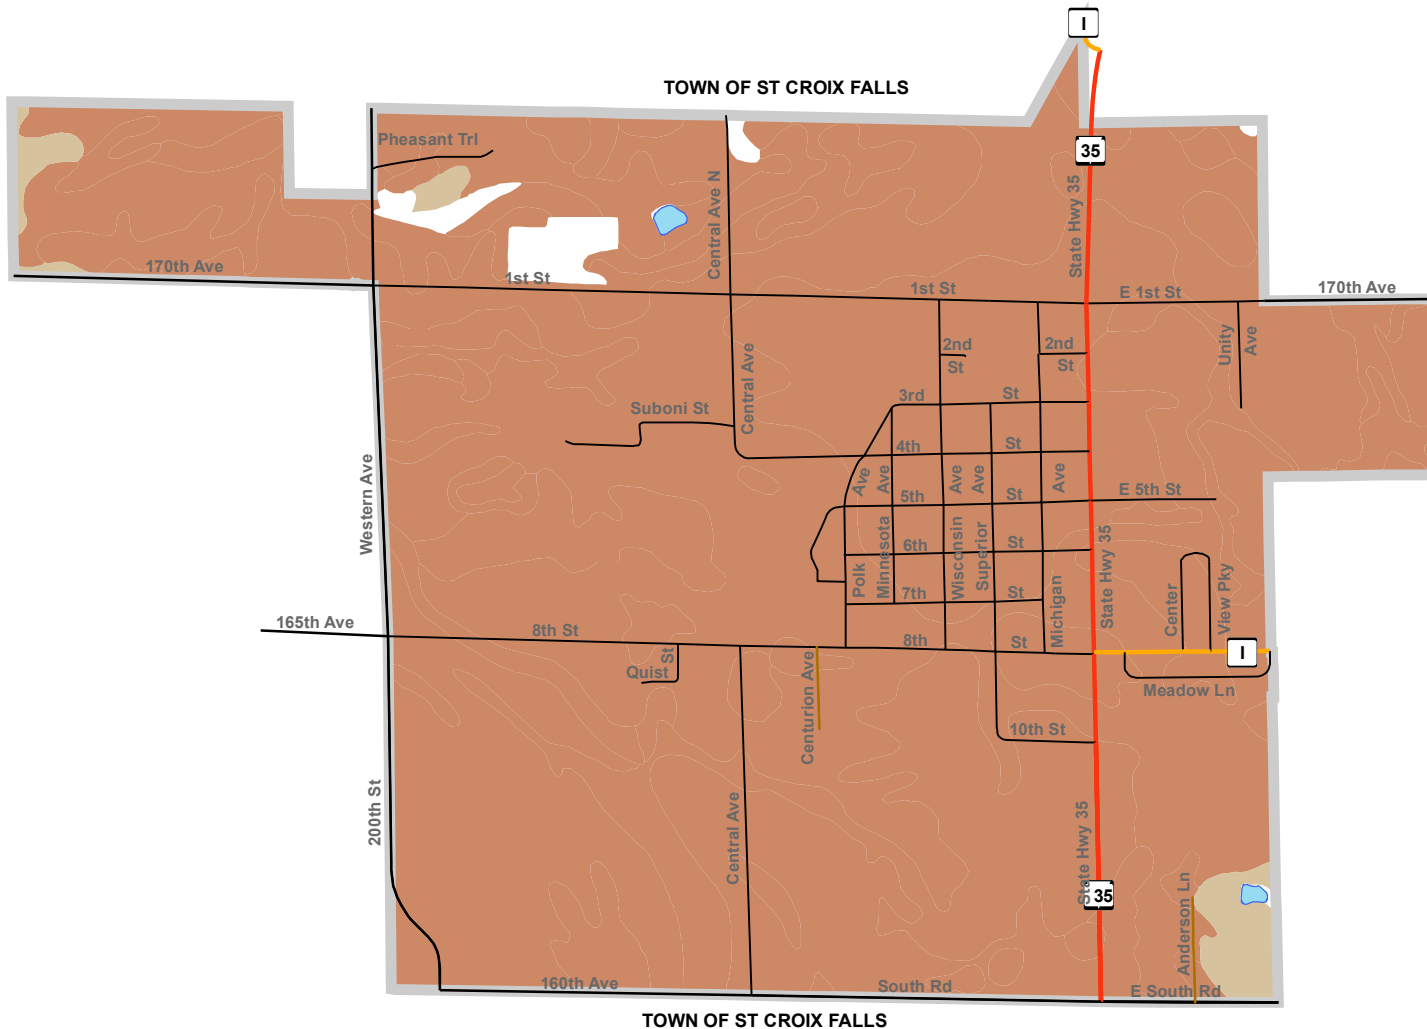 I
TOWN OF ST CROIX FALLS
Pheasant Trl
35
Central Ave N
State Hwy 35
170th Ave
1st St
1st St
E 1st St
170th Ave
Unity
Ave
2nd
St
2nd
St
Central Ave
3rd
St
Suboni St
4th
St
Western Ave
Ave
Ave
Ave
Ave
Ave
5th
St
E 5th St
Polk
Minnesota
Wisconsin
Superior
Michigan
State Hwy 35
6th
St
7th
St
Center
View Pky
165th Ave
8th St
8th
St
I
Quist
St
Centurion Ave
Meadow Ln
10th St
200th St
Central Ave
State Hwy 35
35
Anderson Ln
160th Ave
South Rd
E South Rd
TOWN OF ST CROIX FALLS